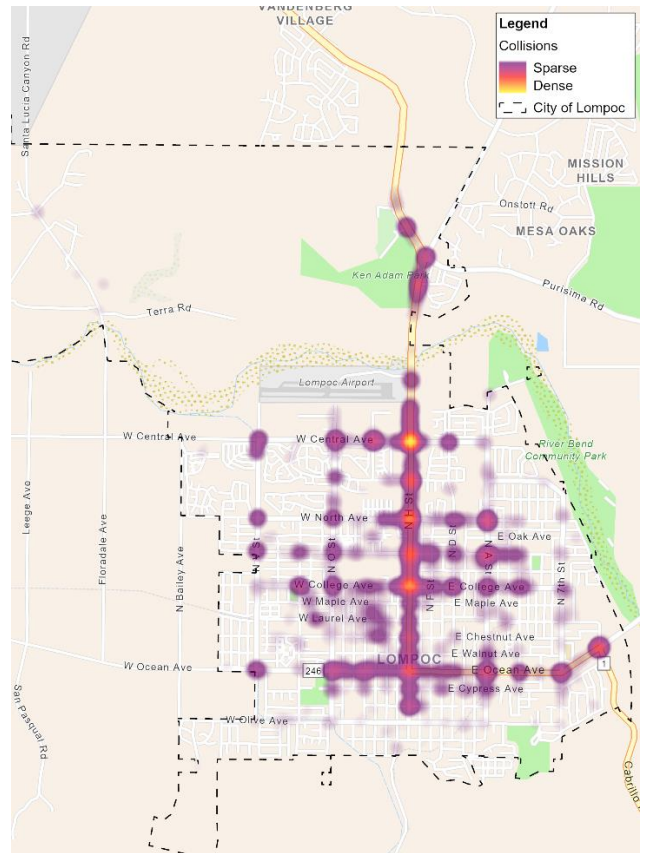 VANDENBERG
VILLAGE
Legend
Collisions
Sparse
Dense
City of Lompoc
Santa Lucia Canyon Rd
MISSION
HILLS
Onstott Rd
MESA OAKS
Ken Adam Park
Purisima Rd
Terra Rd
Lompoc Airport
W Central Ave
W Central Ave
River Bend
Community Park
Leege Ave
Floradale Ave
N Bailey Ave
N V St
N O St
N H St
W North Ave
N D St
E Oak Ave
N A St
N 7th St
W College Ave
E College Ave
N F St
W Maple Ave
E Maple Ave
W Laurel Ave
E Chestnut Ave
E Walnut Ave
LOMPOC
W Ocean Ave
246
E Ocean Ave
1
E Cypress Ave
W Olive Ave
San Pasqual Rd
Cabrillo